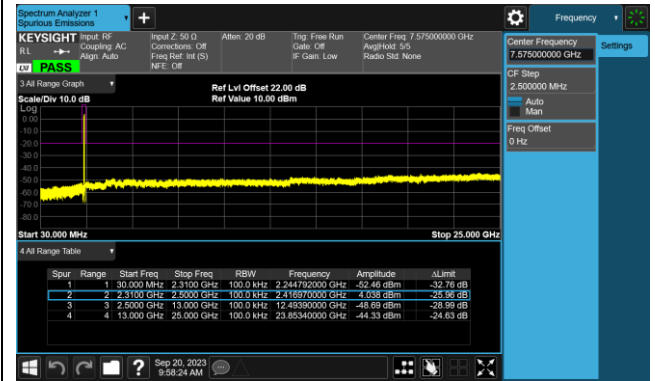 Spectrum Analyzer 1
Spurious Emissions
+
Frequency
KEYSIGHT
RL
LXI PASS
Input: RF
Coupling: AC
Align: Auto
Input Z: 50 Ω
Corrections: Off
Freq Ref: Int (S)
NFE: Off
Atten: 20 dB
Trig: Free Run
Gate: Off
IF Gain: Low
Center Freq: 7.575000000 GHz
Avg|Hold: 5/5
Radio Std: None
Center Frequency
7.575000000 GHz
Settings
CF Step
2.500000 MHz
Auto
Man
Freq Offset
0 Hz
3 All Range Graph
Scale/Div 10.0 dB
Ref Lvl Offset 22.00 dB
Ref Value 10.00 dBm
Log
0.00
-10.0
-20.0
-30.0
-40.0
-50.0
-60.0
-70.0
-80.0
Start 30.000 MHz
Stop 25.000 GHz
4 All Range Table
Spur Range Start Freq Stop Freq RBW Frequency Amplitude ΔLimit
1 1 30.000 MHz 2.3100 GHz 100.0 kHz 2.244792000 GHz -52.46 dBm -32.76 dB
2 2 2.3100 GHz 2.5000 GHz 100.0 kHz 2.416970000 GHz 4.038 dBm -25.96 dB
3 3 2.5000 GHz 13.000 GHz 100.0 kHz 12.49390000 GHz -48.69 dBm -28.99 dB
4 4 13.000 GHz 25.000 GHz 100.0 kHz 23.85340000 GHz -44.33 dBm -24.63 dB
?
Sep 20, 2023
9:58:24 AM